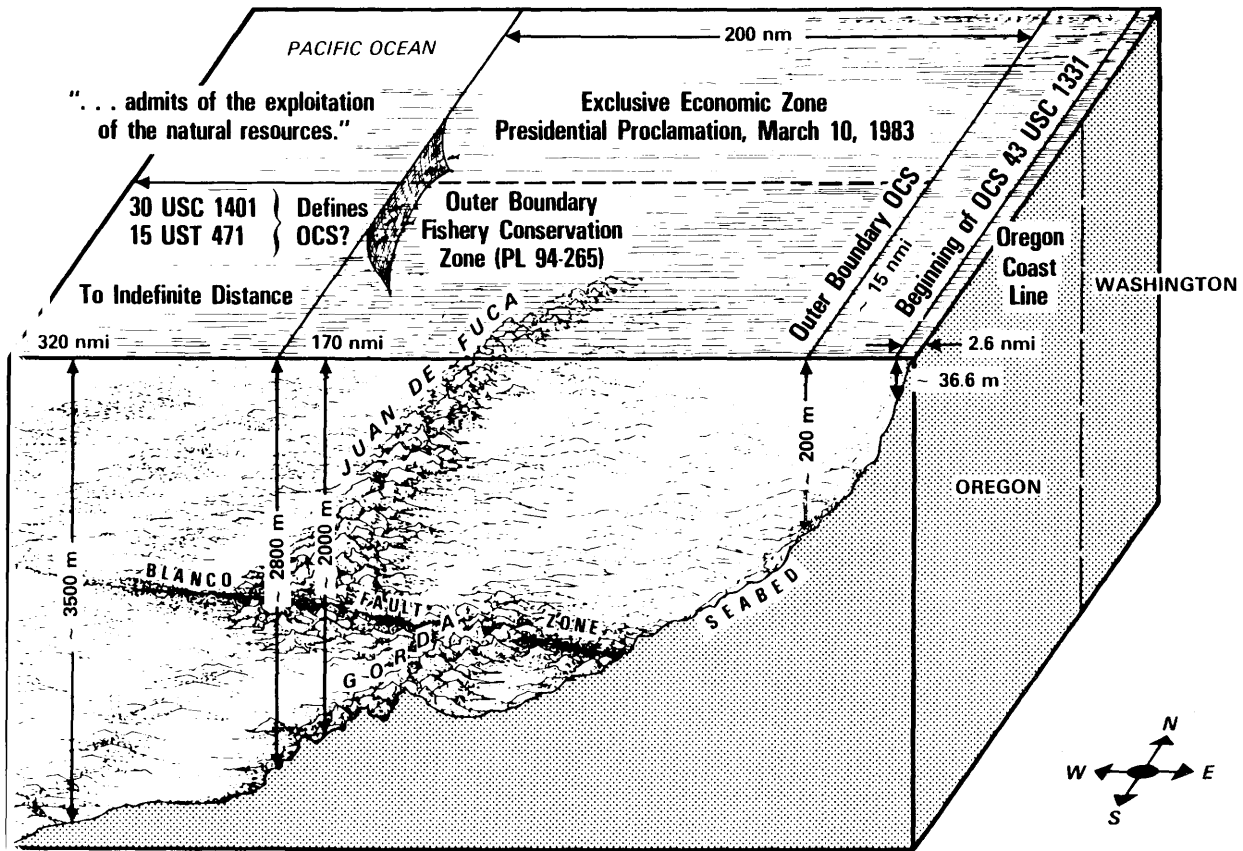 PACIFIC OCEAN
200 nm
". . . admits of the exploitation
of the natural resources."
Exclusive Economic Zone
Presidential Proclamation, March 10, 1983
30 USC 1401
15 UST 471
Defines
OCS?
Outer Boundary
Fishery Conservation
Zone (PL 94-265)
To Indefinite Distance
Outer Boundary OCS
~ 15 nmi
Beginning of OCS 43 USC 1331
Oregon
Coast
Line
WASHINGTON
320 nmi
170 nmi
2.6 nmi
~ 36.6 m
JUAN DE FUCA
~ 200 m
OREGON
~ 3500 m
~ 2800 m
~ 2000 m
BLANCO FAULT ZONE
GORDA
SEABED
N
W E
S